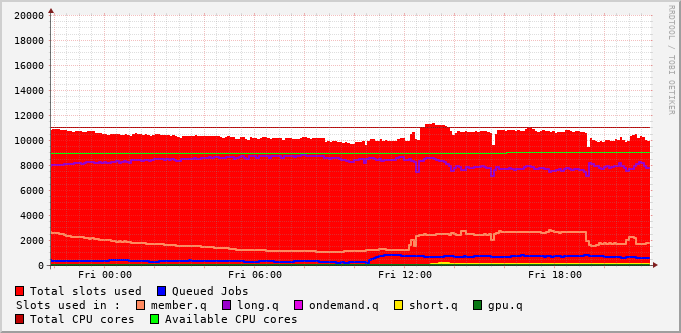 20000
18000
16000
14000
12000
10000
8000
6000
4000
2000
0
Fri 00:00 Fri 06:00 Fri 12:00 Fri 18:00
RRDTOOL / TOBI OETIKER
Total slots used Queued Jobs
Slots used in : member.q long.q ondemand.q short.q gpu.q
Total CPU cores Available CPU cores